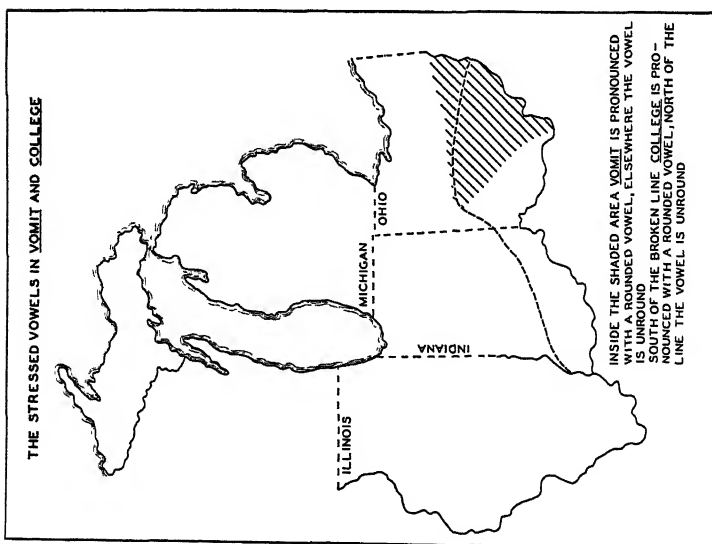 THE STRESSED VOWELS IN VOMIT AND COLLEGE
MICHIGAN
OHIO
INDIANA
ILLINOIS
INSIDE THE SHADED AREA VOMIT IS PRONOUNCED
WITH A ROUNDED VOWEL, ELSEWHERE THE VOWEL
IS UNROUND
SOUTH OF THE BROKEN LINE COLLEGE IS PRO-
NOUNCED WITH A ROUNDED VOWEL, NORTH OF THE
LINE THE VOWEL IS UNROUND